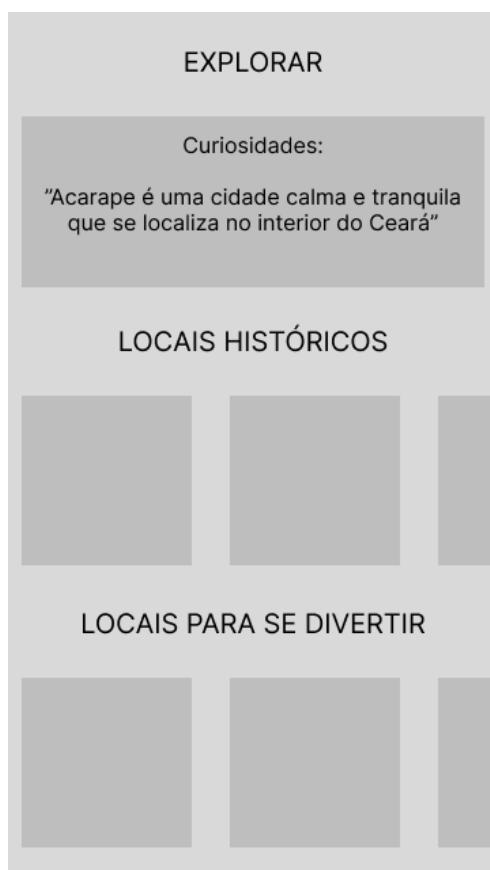 EXPLORAR
Curiosidades:
”Acarape é uma cidade calma e tranquila
que se localiza no interior do Ceará”
LOCAIS HISTÓRICOS
LOCAIS PARA SE DIVERTIR